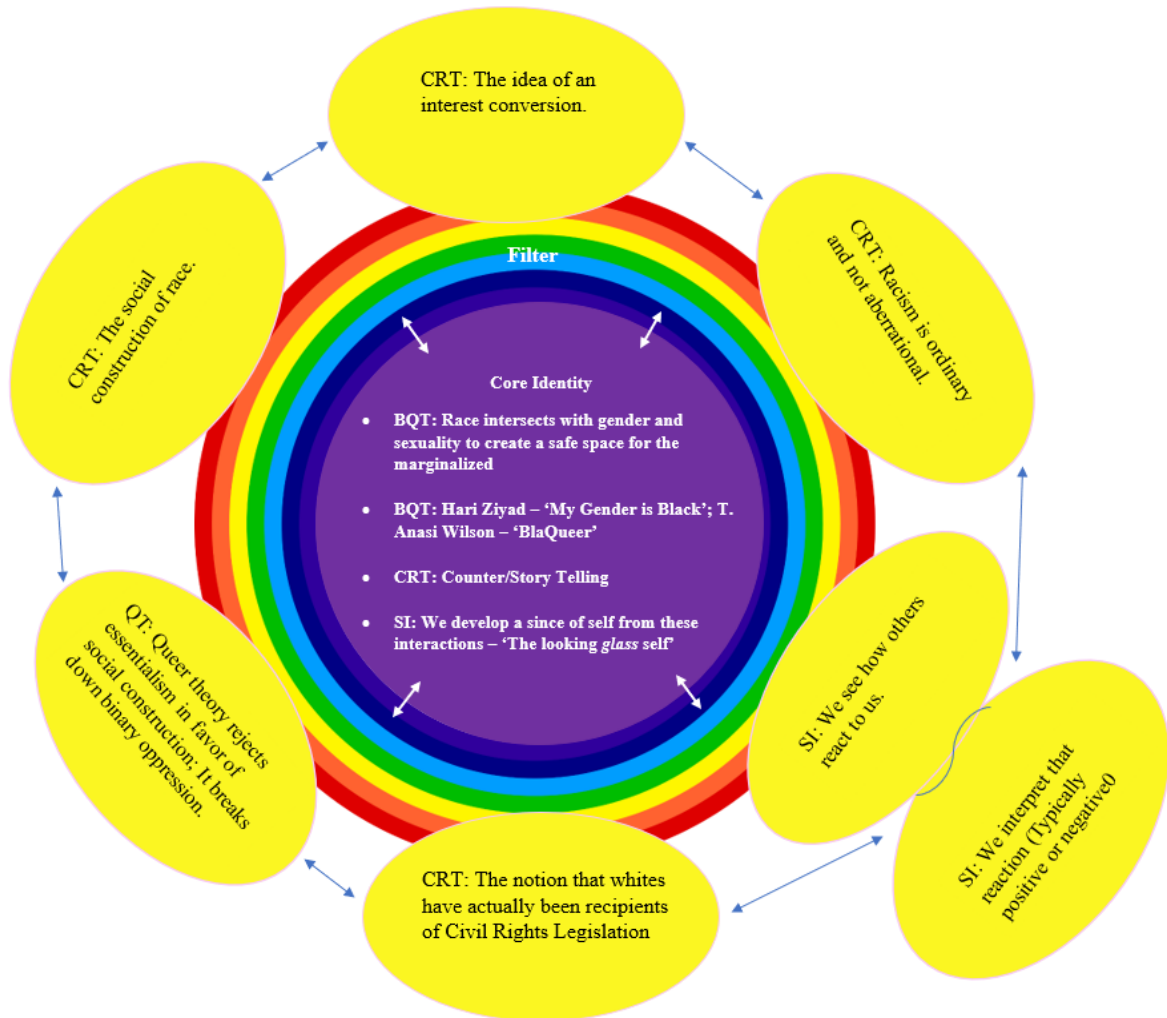 CRT: The idea of an
interest conversion.
CRT: The social
construction of race.
CRT: Racism is ordinary
and not aberrational.
Filter
Core Identity
• BQT: Race intersects with gender and
sexuality to create a safe space for the
marginalized
• BQT: Hari Ziyad – ‘My Gender is Black’; T.
Anasi Wilson – ‘BlaQueer’
• CRT: Counter/Story Telling
• SI: We develop a since of self from these
interactions – ‘The looking glass self’
QT: Queer theory rejects
essentialism in favor of
social construction; It breaks
down binary oppression.
SI: We see how others
react to us.
SI: We interpret that
reaction (Typically
positive or negative0
CRT: The notion that whites
have actually been recipients
of Civil Rights Legislation